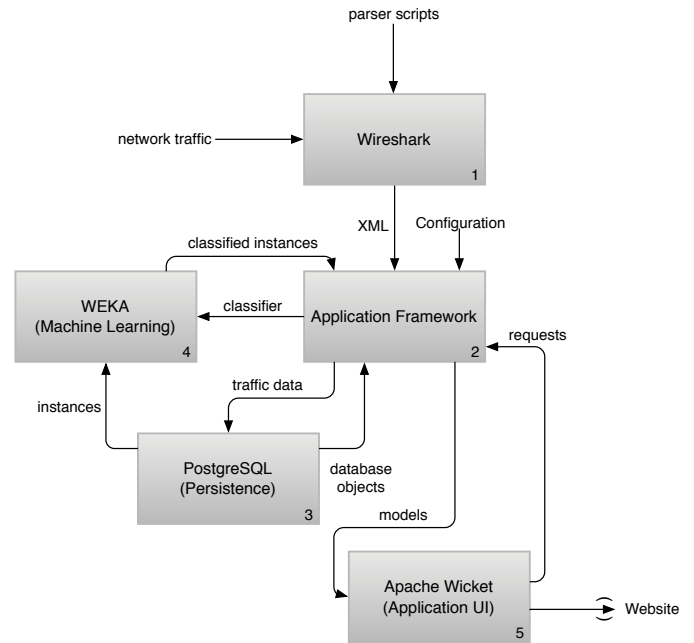 parser scripts
network traffic
Wireshark
1
XML
Configuration
classified instances
WEKA
(Machine Learning)
4
classifier
Application Framework
2
requests
traffic data
instances
PostgreSQL
(Persistence)
3
database
objects
models
Apache Wicket
(Application UI)
5
Website